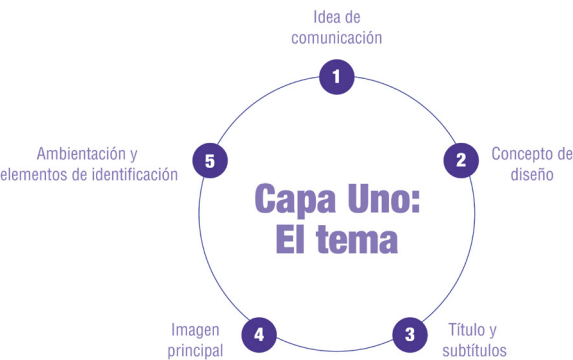 Idea de
comunicación
1
2
Concepto de
diseño
3
Título y
subtítulos
4
Imagen
principal
5
Ambientación y
elementos de identificación
Capa Uno:
El tema